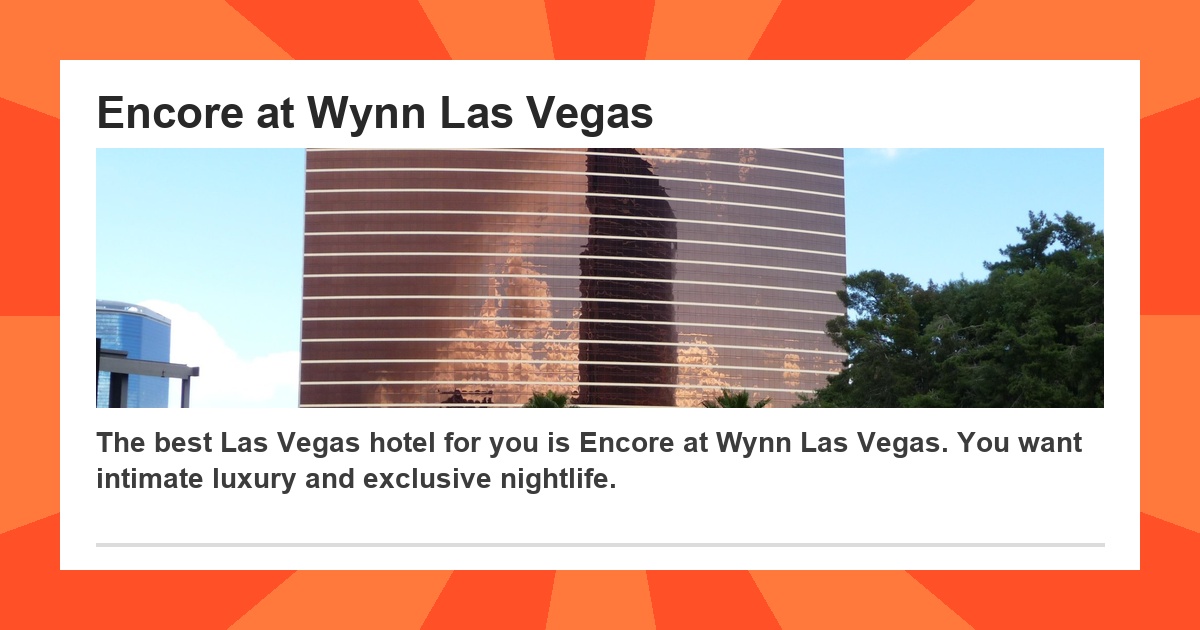 Encore at Wynn Las Vegas
The best Las Vegas hotel for you is Encore at Wynn Las Vegas. You want
intimate luxury and exclusive nightlife.